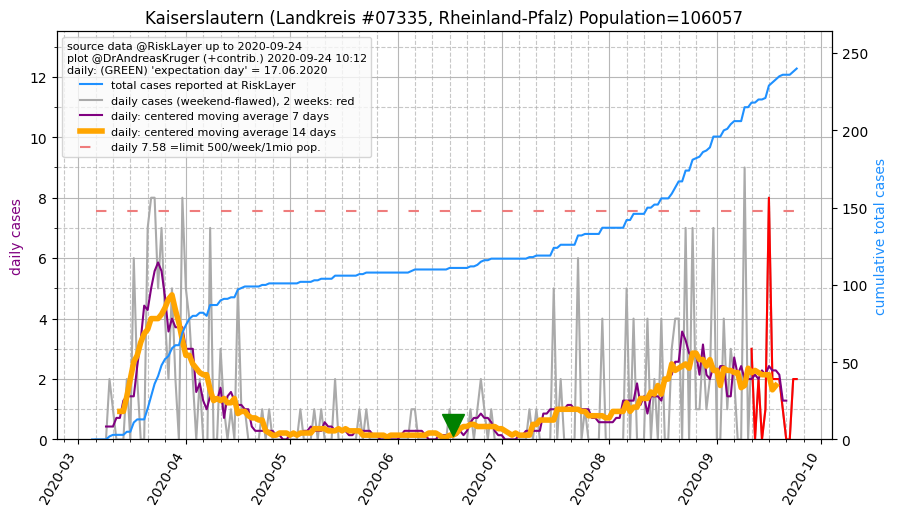 Kaiserslautern (Landkreis #07335, Rheinland-Pfalz) Population=106057
source data @RiskLayer up to 2020-09-24
plot @DrAndreasKruger (+contrib.) 2020-09-24 10:12
daily: (GREEN) 'expectation day' = 17.06.2020
total cases reported at RiskLayer
daily cases (weekend-flawed), 2 weeks: red
daily: centered moving average 7 days
daily: centered moving average 14 days
daily 7.58 =limit 500/week/1mio pop.
daily cases
12
10
8
6
4
2
0
250
200
150
100
50
0
cumulative total cases
2020-03
2020-04
2020-05
2020-06
2020-07
2020-08
2020-09
2020-10